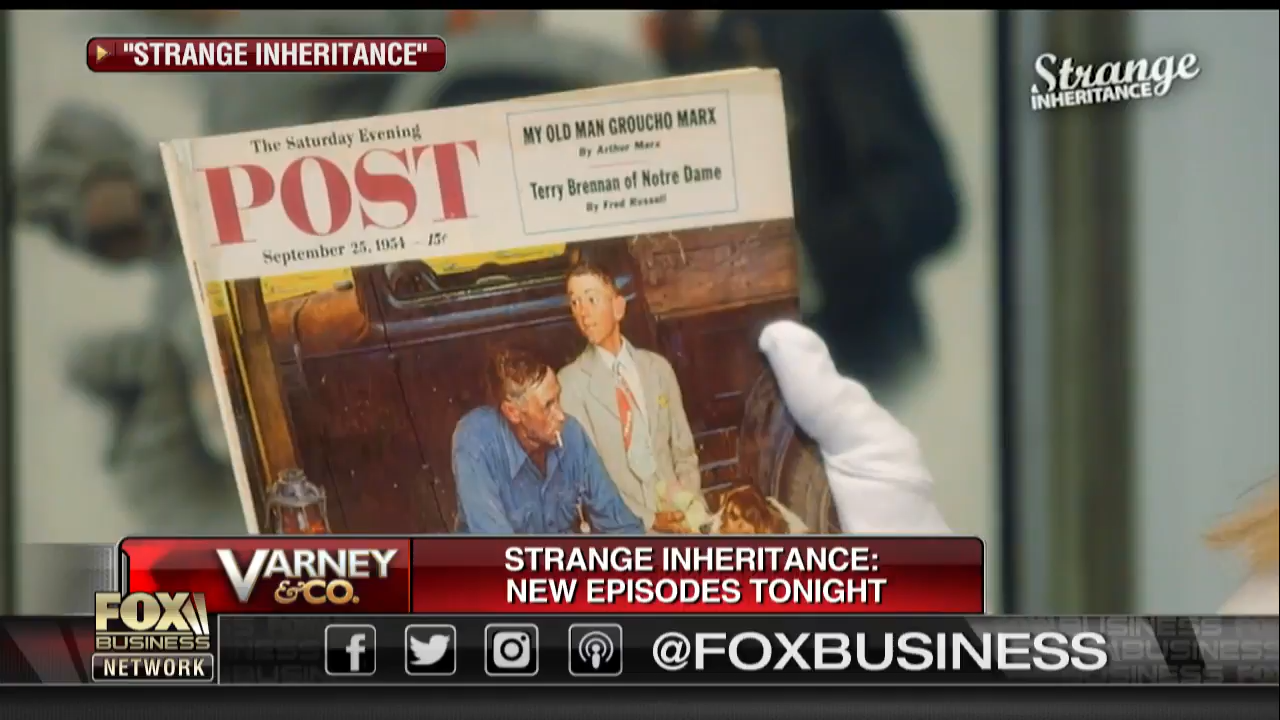 "STRANGE INHERITANCE"
Strange
INHERITANCE
The Saturday Evening
POST
September 25, 1954 – 15¢
MY OLD MAN GROUCHO MARX
By Arthur Marx
Terry Brennan of Notre Dame
By Fred Russell
VARNEY
&CO.
STRANGE INHERITANCE:
NEW EPISODES TONIGHT
FOX
BUSINESS
NETWORK
@FOXBUSINESS